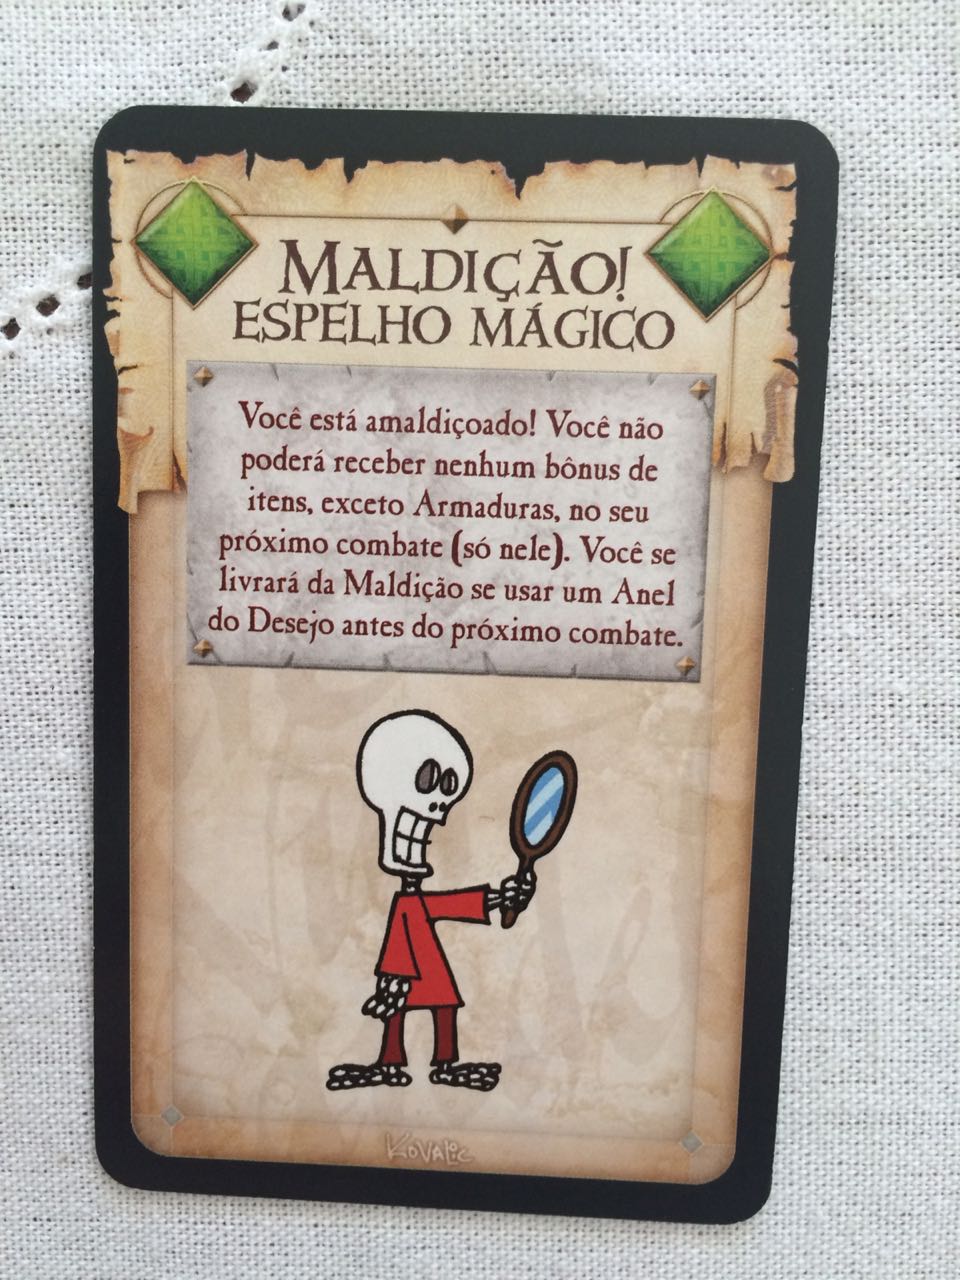 MALDIÇÃO!
ESPELHO MÁGICO
Você está amaldiçoado! Você não
poderá receber nenhum bônus de
itens, exceto Armaduras, no seu
próximo combate (só nele). Você se
livrará da Maldição se usar um Anel
do Desejo antes do próximo combate.
KOVALIC